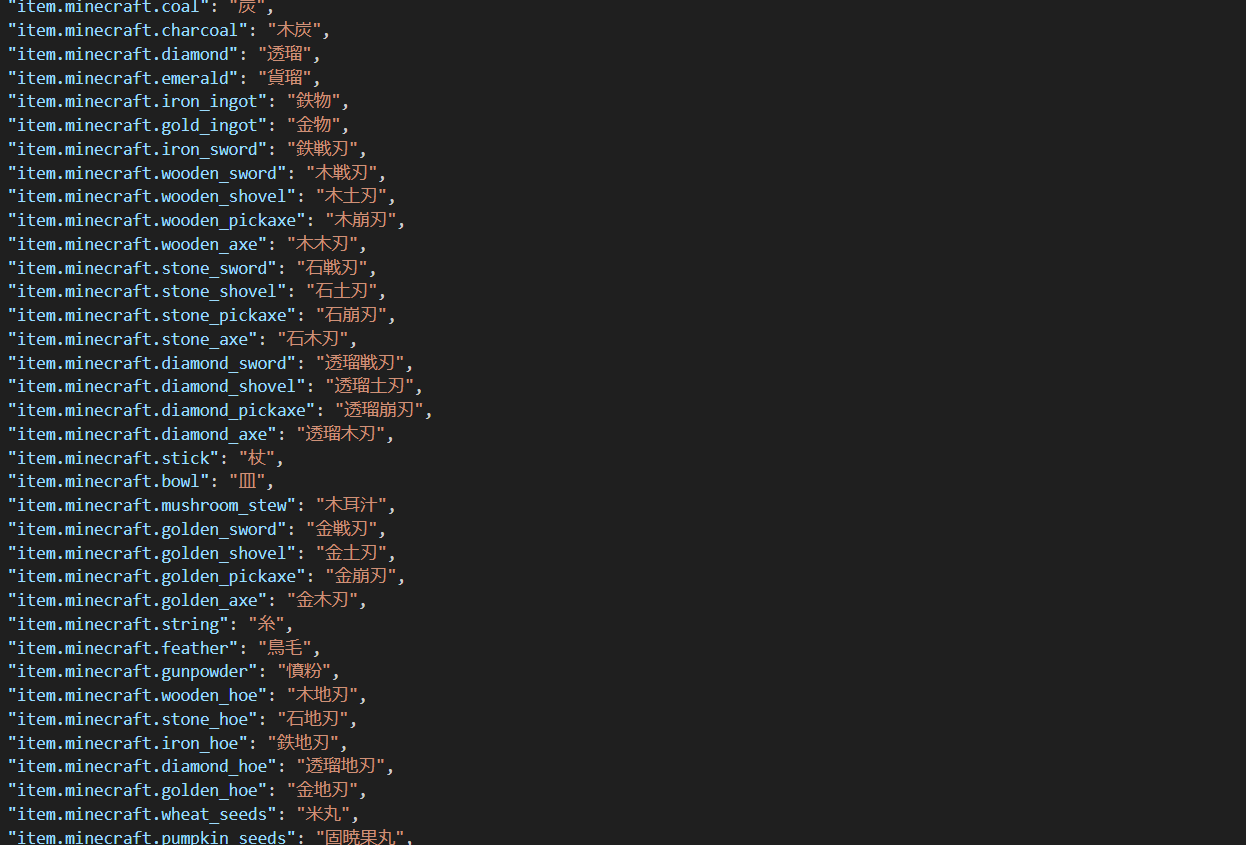 "item.minecraft.coal": "炭",
"item.minecraft.charcoal": "木炭",
"item.minecraft.diamond": "透瑠",
"item.minecraft.emerald": "貨瑠",
"item.minecraft.iron_ingot": "鉄物",
"item.minecraft.gold_ingot": "金物",
"item.minecraft.iron_sword": "鉄戦刃",
"item.minecraft.wooden_sword": "木戦刃",
"item.minecraft.wooden_shovel": "木土刃",
"item.minecraft.wooden_pickaxe": "木崩刃",
"item.minecraft.wooden_axe": "木木刃",
"item.minecraft.stone_sword": "石戦刃",
"item.minecraft.stone_shovel": "石土刃",
"item.minecraft.stone_pickaxe": "石崩刃",
"item.minecraft.stone_axe": "石木刃",
"item.minecraft.diamond_sword": "透瑠戦刃",
"item.minecraft.diamond_shovel": "透瑠土刃",
"item.minecraft.diamond_pickaxe": "透瑠崩刃",
"item.minecraft.diamond_axe": "透瑠木刃",
"item.minecraft.stick": "杖",
"item.minecraft.bowl": "皿",
"item.minecraft.mushroom_stew": "木耳汁",
"item.minecraft.golden_sword": "金戦刃",
"item.minecraft.golden_shovel": "金土刃",
"item.minecraft.golden_pickaxe": "金崩刃",
"item.minecraft.golden_axe": "金木刃",
"item.minecraft.string": "糸",
"item.minecraft.feather": "鳥毛",
"item.minecraft.gunpowder": "憤粉",
"item.minecraft.wooden_hoe": "木地刃",
"item.minecraft.stone_hoe": "石地刃",
"item.minecraft.iron_hoe": "鉄地刃",
"item.minecraft.diamond_hoe": "透瑠地刃",
"item.minecraft.golden_hoe": "金地刃",
"item.minecraft.wheat_seeds": "米丸",
"item.minecraft.pumpkin_seeds": "固暁果丸",